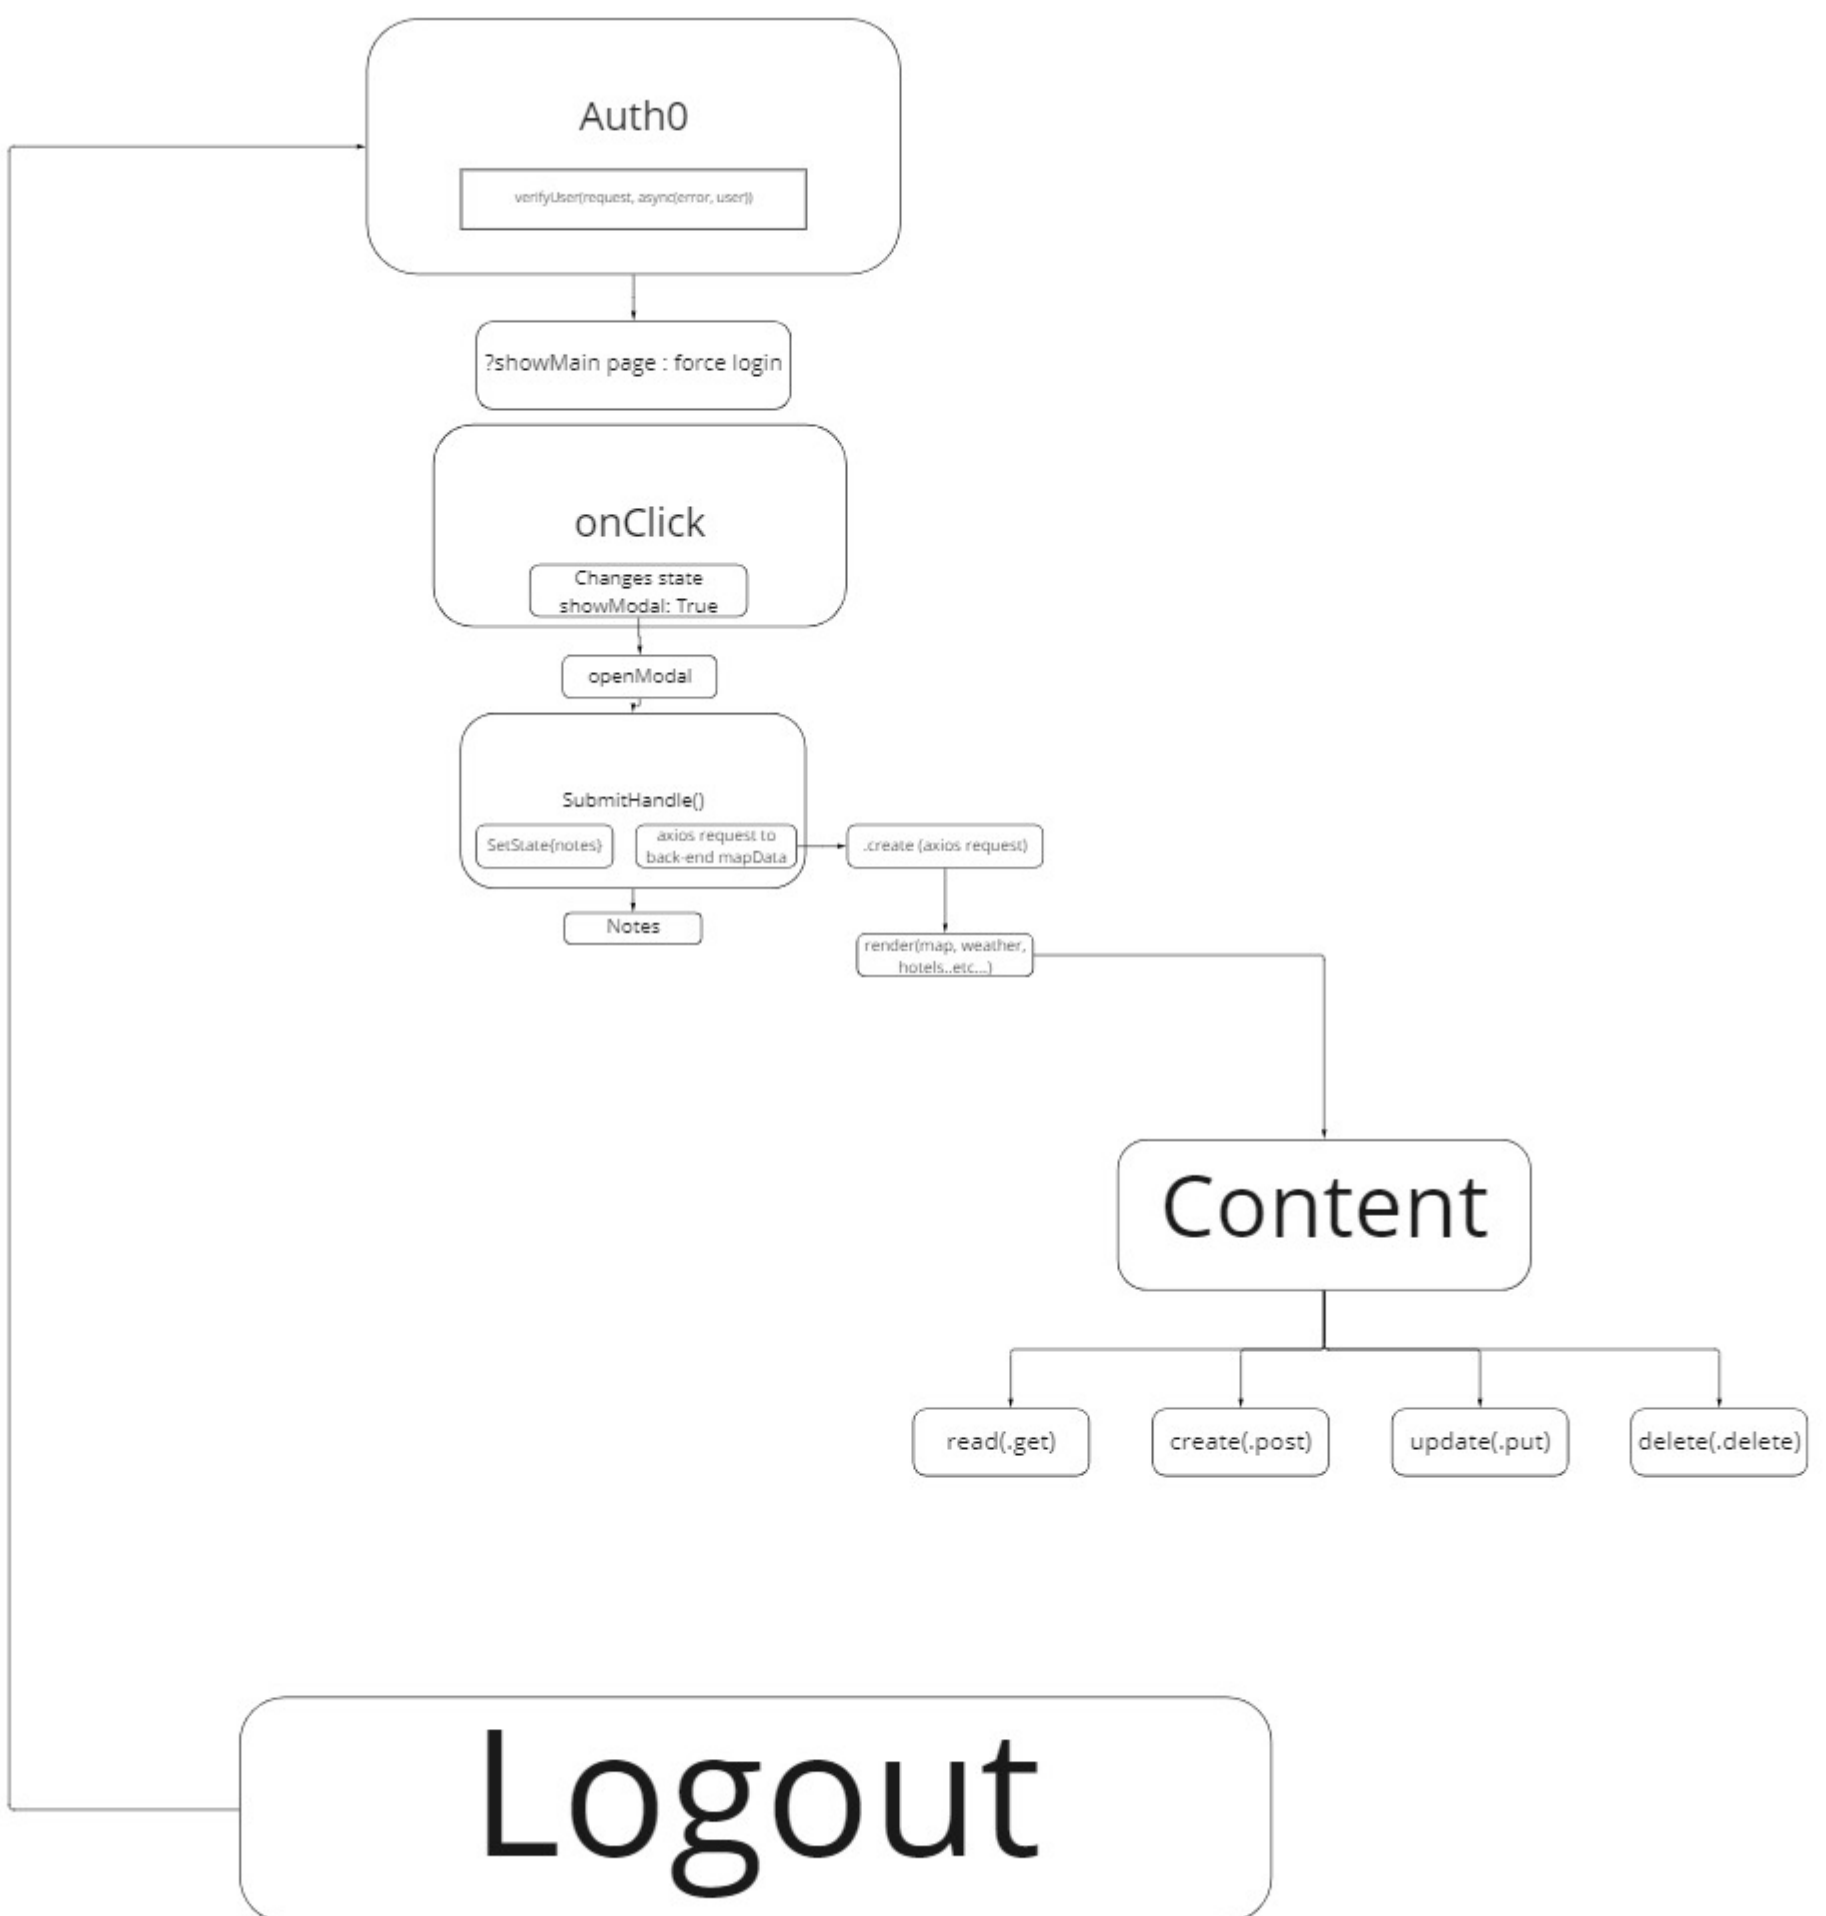 Auth0
verifyUser(request, async(error, user))
?showMain page : force login
onClick
Changes state
showModal: True
openModal
SubmitHandle()
SetState{notes}
axios request to
back-end mapData
.create (axios request)
Notes
render(map, weather,
hotels..etc...)
Content
read(.get)
create(.post)
update(.put)
delete(.delete)
Logout